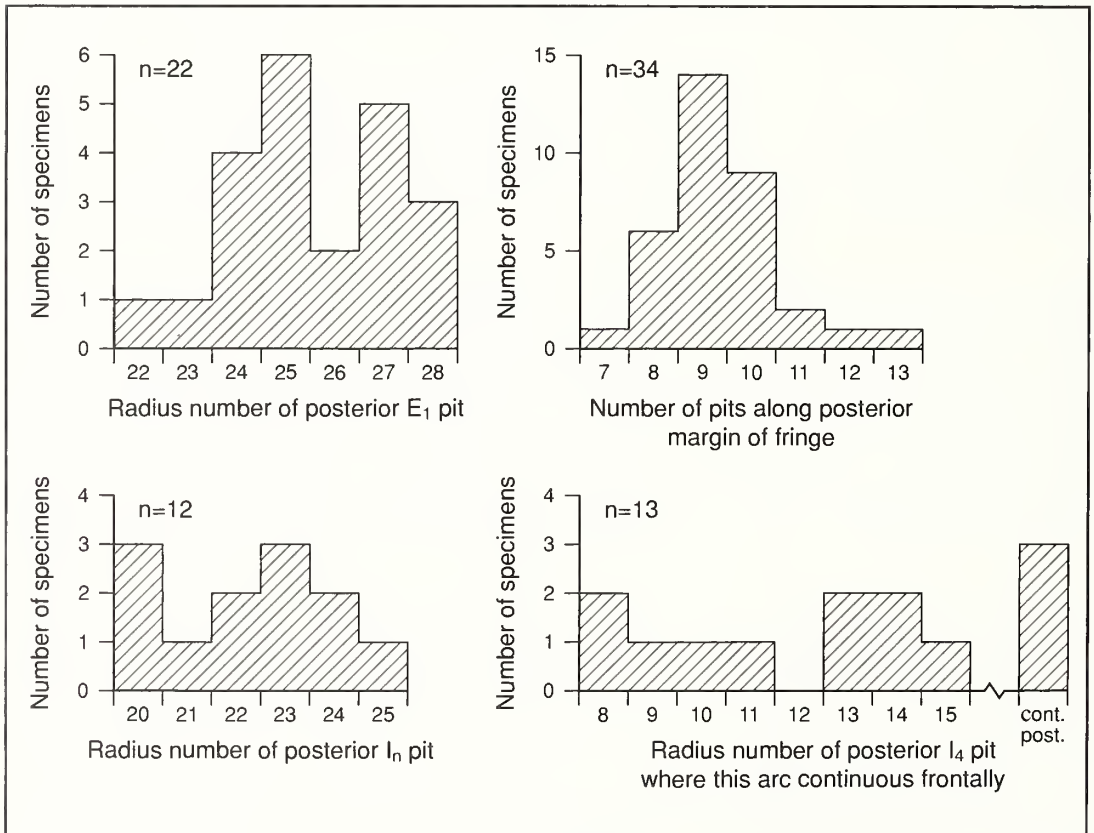 Number of specimens
6
5
4
3
2
1
0
n=22
22 23 24 25 26 27 28
Radius number of posterior E₁ pit
Number of specimens
15
10
5
0
n=34
7 8 9 10 11 12 13
Number of pits along posterior
margin of fringe
Number of specimens
4
3
2
1
0
n=12
20 21 22 23 24 25
Radius number of posterior Iₙ pit
Number of specimens
4
3
2
1
0
n=13
8 9 10 11 12 13 14 15 cont.
post.
Radius number of posterior I₄ pit
where this arc continuous frontally